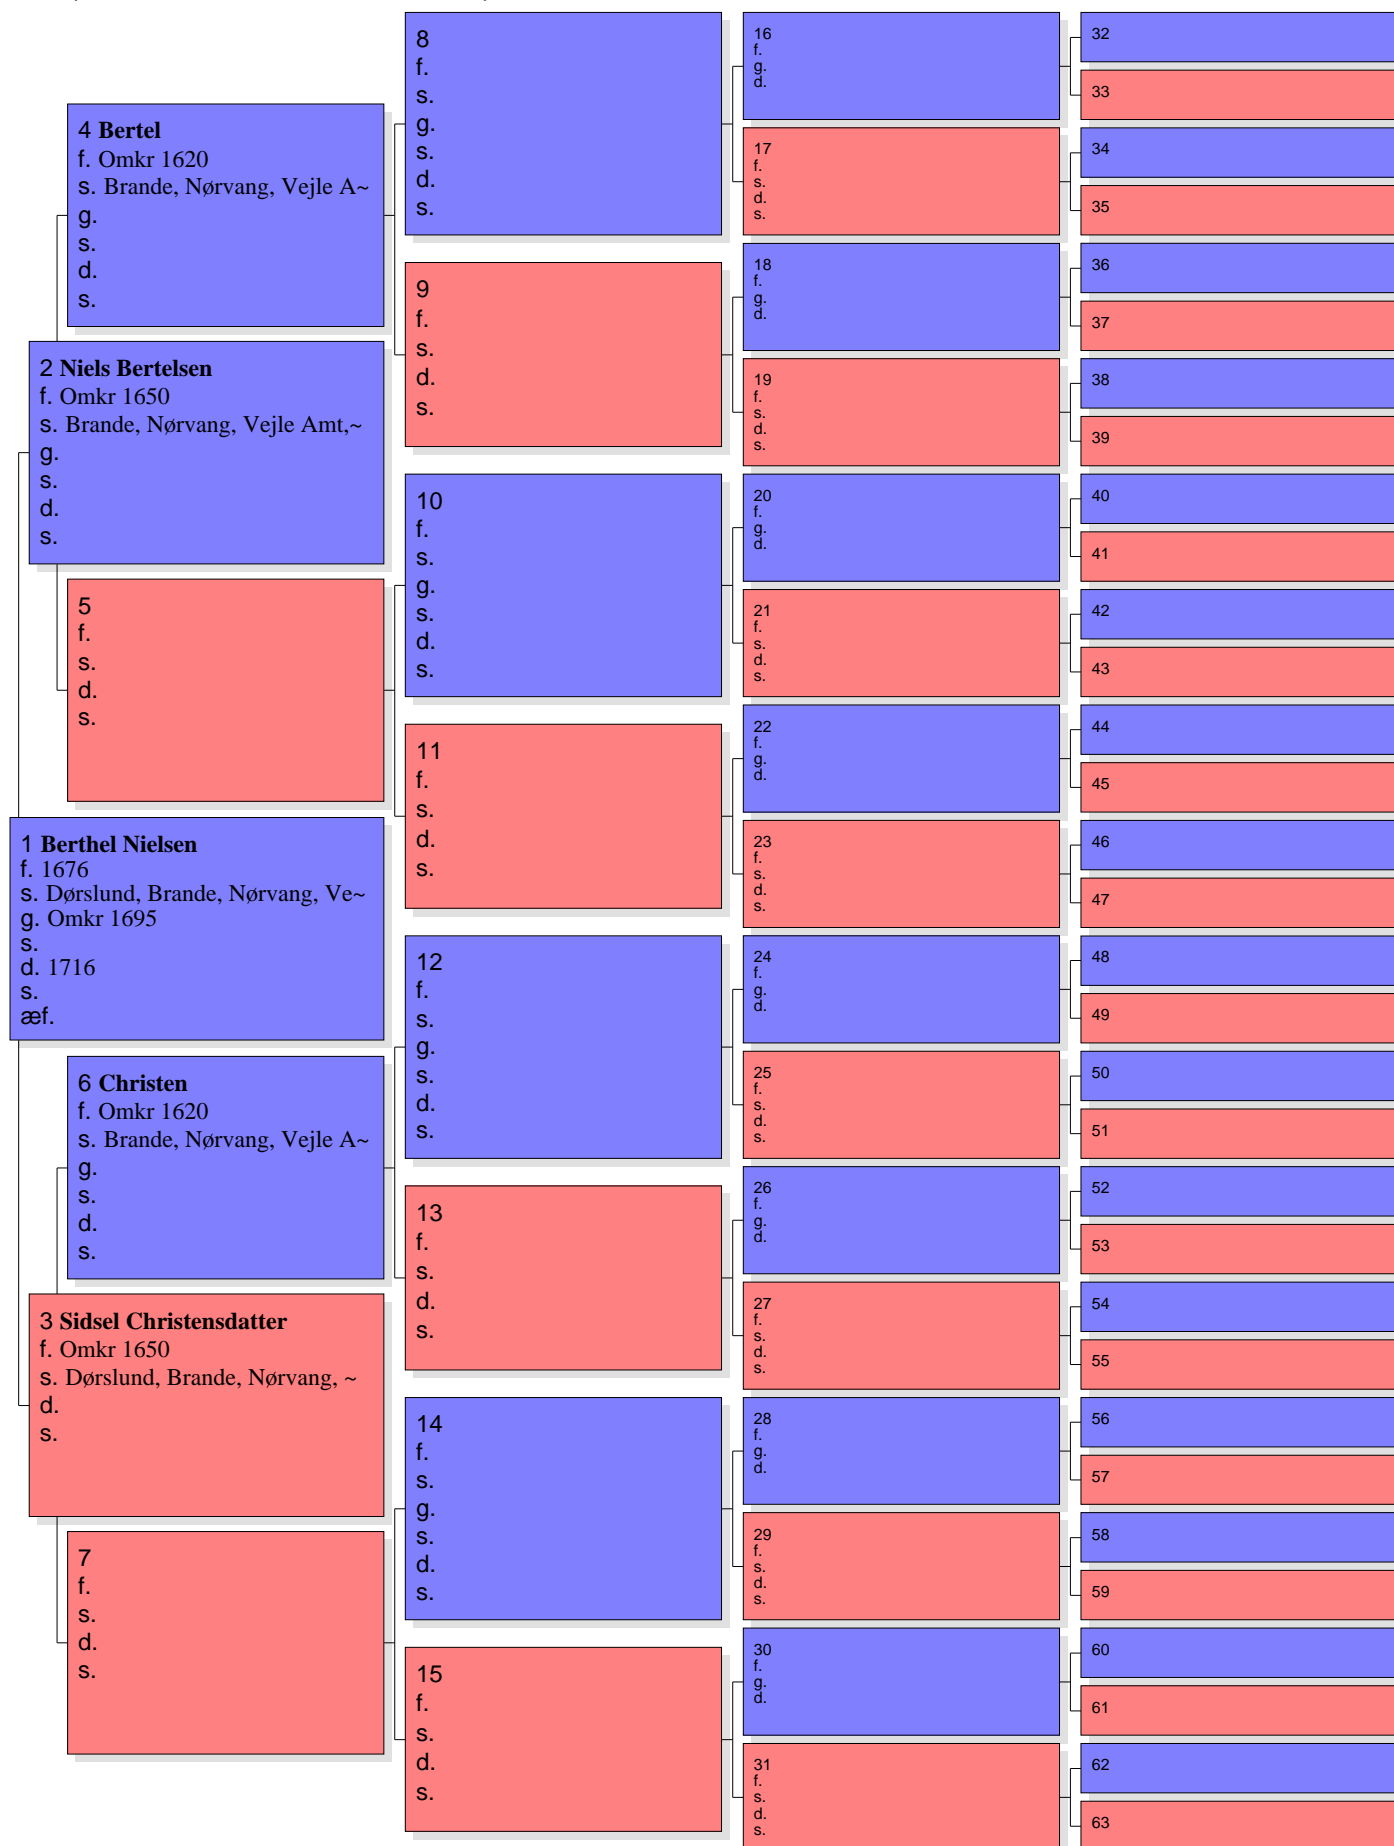 4 Bertel
f. Omkr 1620
s. Brande, Nørvang, Vejle A~
g.
s.
d.
s.
2 Niels Bertelsen
f. Omkr 1650
s. Brande, Nørvang, Vejle Amt,~
g.
s.
d.
s.
5
f.
s.
d.
s.
1 Berthel Nielsen
f. 1676
s. Dørslund, Brande, Nørvang, Ve~
g. Omkr 1695
s.
d. 1716
s.
æf.
6 Christen
f. Omkr 1620
s. Brande, Nørvang, Vejle A~
g.
s.
d.
s.
3 Sidsel Christensdatter
f. Omkr 1650
s. Dørslund, Brande, Nørvang, ~
d.
s.
7
f.
s.
d.
s.
8
f.
s.
g.
s.
d.
s.
9
f.
s.
d.
s.
10
f.
s.
g.
s.
d.
s.
11
f.
s.
d.
s.
12
f.
s.
g.
s.
d.
s.
13
f.
s.
d.
s.
14
f.
s.
g.
s.
d.
s.
15
f.
s.
d.
s.
16
f.
g.
d.
17
f.
s.
d.
s.
18
f.
g.
d.
19
f.
s.
d.
s.
20
f.
g.
d.
21
f.
s.
d.
s.
22
f.
g.
d.
23
f.
s.
d.
s.
24
f.
g.
d.
25
f.
s.
d.
s.
26
f.
g.
d.
27
f.
s.
d.
s.
28
f.
g.
d.
29
f.
s.
d.
s.
30
f.
g.
d.
31
f.
s.
d.
s.
32
33
34
35
36
37
38
39
40
41
42
43
44
45
46
47
48
49
50
51
52
53
54
55
56
57
58
59
60
61
62
63